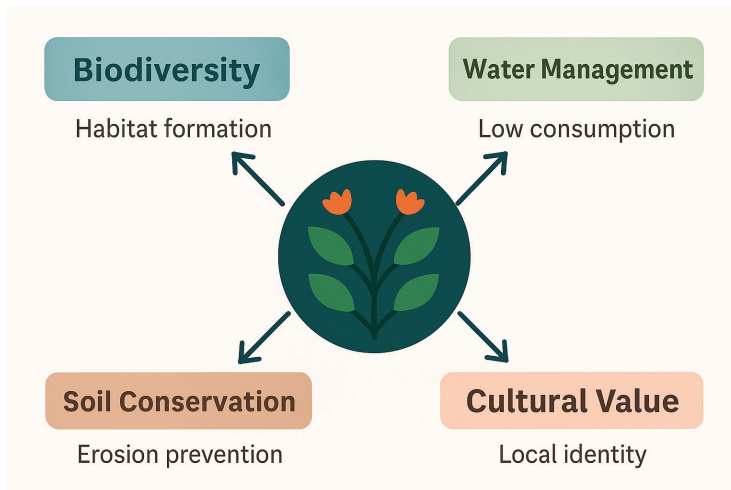 Biodiversity
Habitat formation
Water Management
Low consumption
Soil Conservation
Erosion prevention
Cultural Value
Local identity